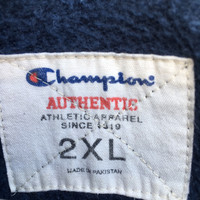 Champion
AUTHENTIC
ATHLETIC APPAREL
SINCE 1919
2XL
MADE IN PAKISTAN